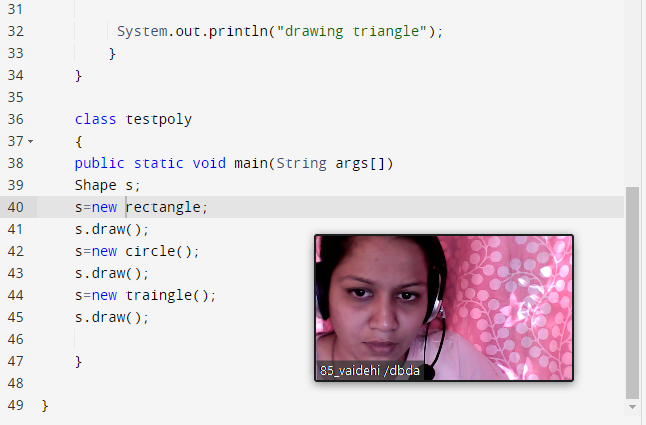 31
32 System.out.println("drawing triangle");
33 }
34 }
35
36 class testpoly
37 {
38 public static void main(String args[])
39 Shape s;
40 s=new rectangle;
41 s.draw();
42 s=new circle();
43 s.draw();
44 s=new traingle();
45 s.draw();
46
47 }
48
49 }
85_vaidehi /dbda